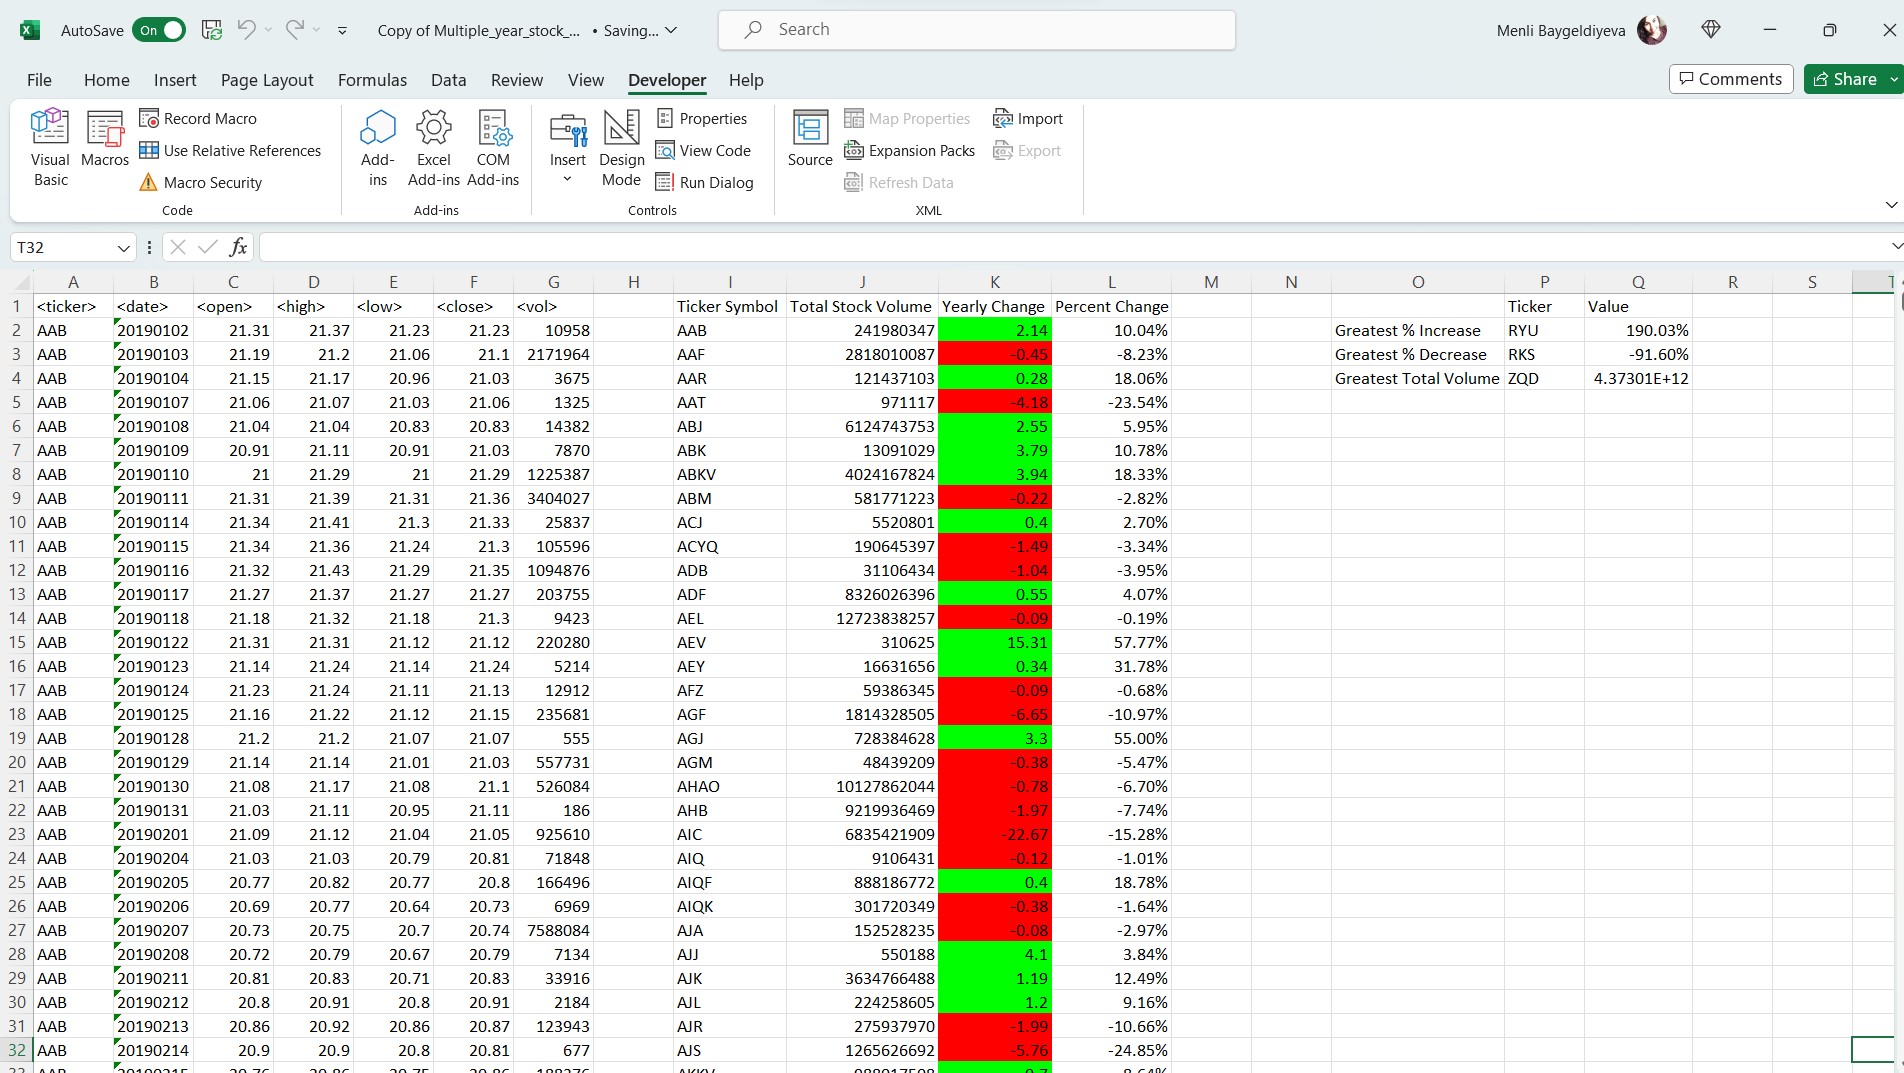 AutoSave On Copy of Multiple_year_stock_... • Saving... Search Menli Baygeldiyeva
File Home Insert Page Layout Formulas Data Review View Developer Help Comments Share
Visual Basic
Macros
Record Macro
Use Relative References
Macro Security
Code
Add-ins
Excel Add-ins
COM Add-ins
Add-ins
Insert
Design Mode
Properties
View Code
Run Dialog
Controls
Source
Map Properties
Expansion Packs
Refresh Data
Import
Export
XML
T32 fx
A B C D E F G H I J K L M N O P Q R S T
1 <ticker> <date> <open> <high> <low> <close> <vol> Ticker Symbol Total Stock Volume Yearly Change Percent Change Ticker Value
2 AAB 20190102 21.31 21.37 21.23 21.23 10958 AAB 241980347 2.14 10.04% Greatest % Increase RYU 190.03%
3 AAB 20190103 21.19 21.2 21.06 21.1 2171964 AAF 2818010087 -0.45 -8.23% Greatest % Decrease RKS -91.60%
4 AAB 20190104 21.15 21.17 20.96 21.03 3675 AAR 121437103 0.28 18.06% Greatest Total Volume ZQD 4.37301E+12
5 AAB 20190107 21.06 21.07 21.03 21.06 1325 AAT 971117 -4.18 -23.54%
6 AAB 20190108 21.04 21.04 20.83 20.83 14382 ABJ 6124743753 2.55 5.95%
7 AAB 20190109 20.91 21.11 20.91 21.03 7870 ABK 13091029 3.79 10.78%
8 AAB 20190110 21 21.29 21 21.29 1225387 ABKV 4024167824 3.94 18.33%
9 AAB 20190111 21.31 21.39 21.31 21.36 3404027 ABM 581771223 -0.22 -2.82%
10 AAB 20190114 21.34 21.41 21.3 21.33 25837 ACJ 5520801 0.4 2.70%
11 AAB 20190115 21.34 21.36 21.24 21.3 105596 ACYQ 190645397 -1.49 -3.34%
12 AAB 20190116 21.32 21.43 21.29 21.35 1094876 ADB 31106434 -1.04 -3.95%
13 AAB 20190117 21.27 21.37 21.27 21.27 203755 ADF 8326026396 0.55 4.07%
14 AAB 20190118 21.18 21.32 21.18 21.3 9423 AEL 12723838257 -0.09 -0.19%
15 AAB 20190122 21.31 21.31 21.12 21.12 220280 AEV 310625 15.31 57.77%
16 AAB 20190123 21.14 21.24 21.14 21.24 5214 AEY 16631656 0.34 31.78%
17 AAB 20190124 21.23 21.24 21.11 21.13 12912 AFZ 59386345 -0.09 -0.68%
18 AAB 20190125 21.16 21.22 21.12 21.15 235681 AGF 1814328505 -6.65 -10.97%
19 AAB 20190128 21.2 21.2 21.07 21.07 555 AGJ 728384628 3.3 55.00%
20 AAB 20190129 21.14 21.14 21.01 21.03 557731 AGM 48439209 -0.38 -5.47%
21 AAB 20190130 21.08 21.17 21.08 21.1 526084 AHAO 10127862044 -0.78 -6.70%
22 AAB 20190131 21.03 21.11 20.95 21.11 186 AHB 9219936469 -1.97 -7.74%
23 AAB 20190201 21.09 21.12 21.04 21.05 925610 AIC 6835421909 -22.67 -15.28%
24 AAB 20190204 21.03 21.03 20.79 20.81 71848 AIQ 9106431 -0.12 -1.01%
25 AAB 20190205 20.77 20.82 20.77 20.8 166496 AIQF 888186772 0.4 18.78%
26 AAB 20190206 20.69 20.77 20.64 20.73 6969 AIQK 301720349 -0.38 -1.64%
27 AAB 20190207 20.73 20.75 20.7 20.74 7588084 AJA 152528235 -0.08 -2.97%
28 AAB 20190208 20.72 20.79 20.67 20.79 7134 AJJ 550188 4.1 3.84%
29 AAB 20190211 20.81 20.83 20.71 20.83 33916 AJK 3634766488 1.19 12.49%
30 AAB 20190212 20.8 20.91 20.8 20.91 2184 AJL 224258605 1.2 9.16%
31 AAB 20190213 20.86 20.92 20.86 20.87 123943 AJR 275937970 -1.99 -10.66%
32 AAB 20190214 20.9 20.9 20.8 20.81 677 AJS 1265626692 -5.76 -24.85%